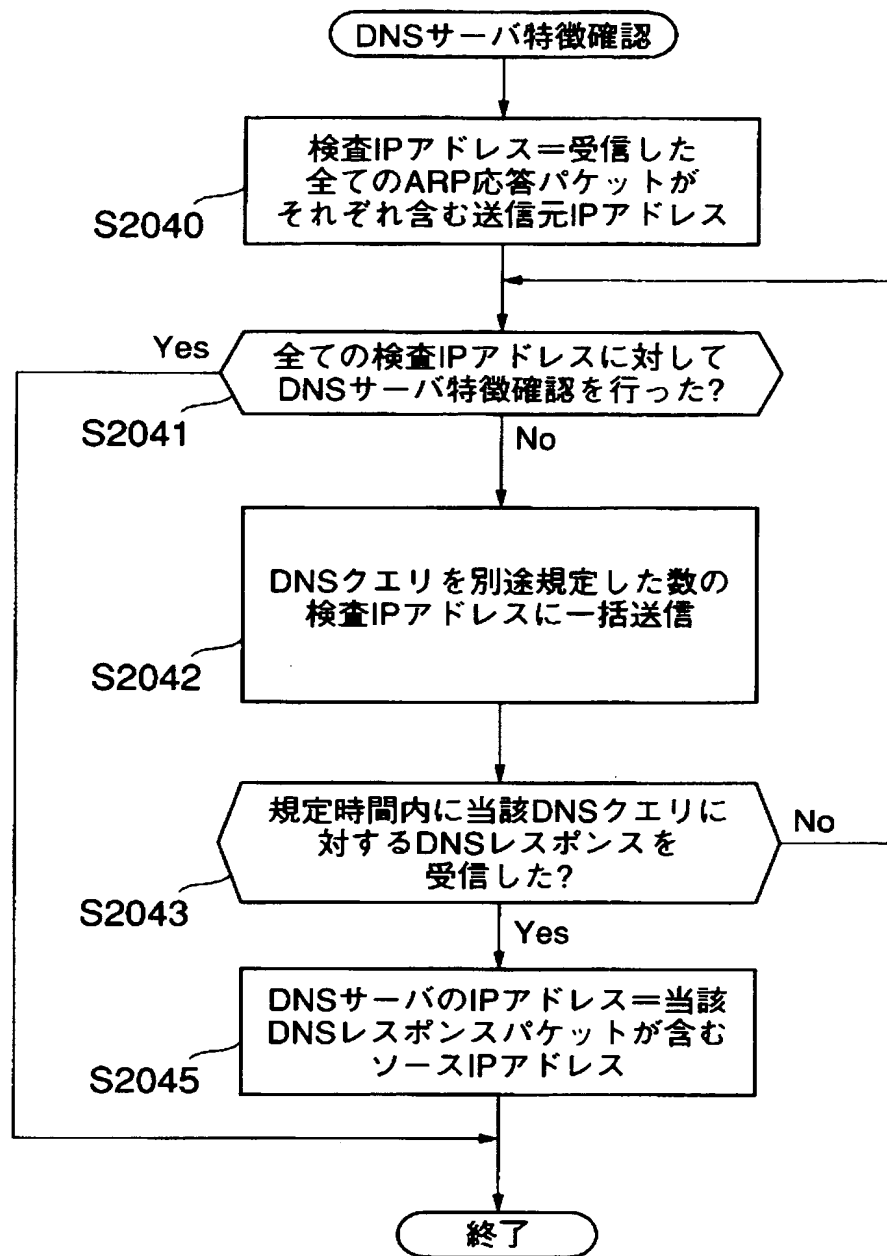 DNSサーバ特徴確認
検査IPアドレス＝受信した
全てのARP応答パケットが
それぞれ含む送信元IPアドレス
S2040
Yes
全ての検査IPアドレスに対して
DNSサーバ特徴確認を行った?
S2041
No
DNSクエリを別途規定した数の
検査IPアドレスに一括送信
S2042
規定時間内に当該DNSクエリに
対するDNSレスポンスを
受信した?
No
S2043
Yes
DNSサーバのIPアドレス＝当該
DNSレスポンスパケットが含む
ソースIPアドレス
S2045
終了